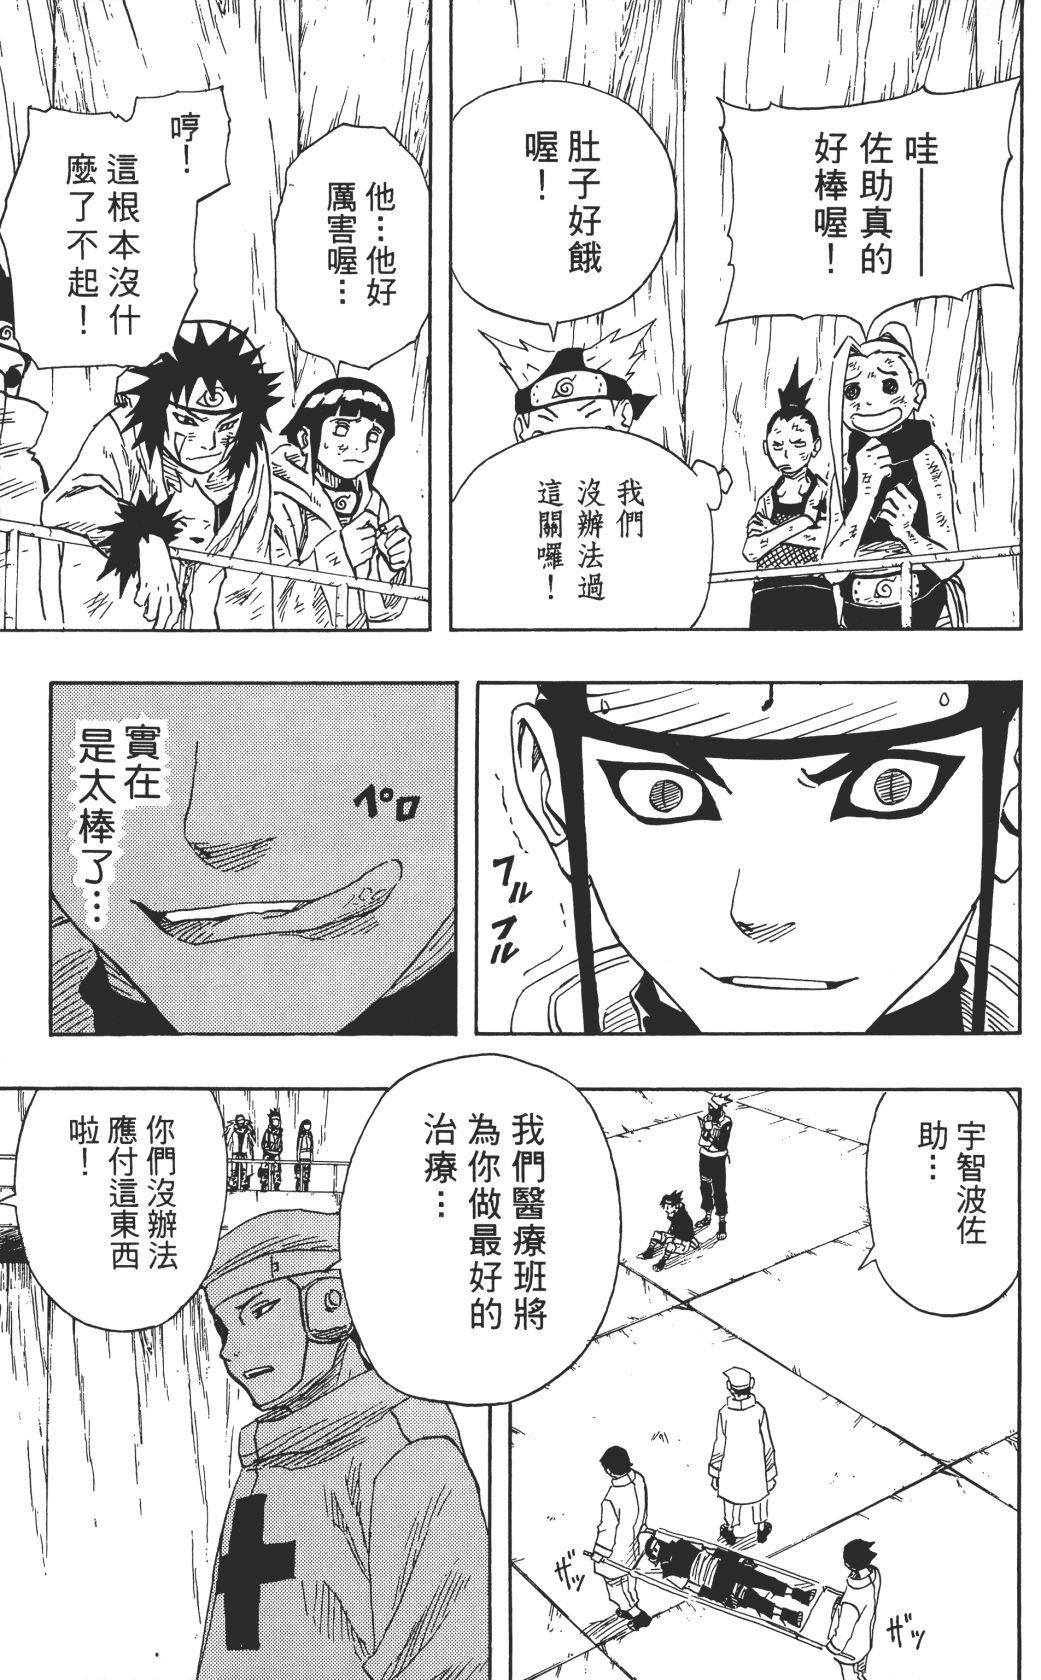 哇——
佐助真的
好棒喔！
肚子好餓
喔！
我們
沒辦法過
這關囉！
他…他好
厲害喔…
哼！
這根本沒什
麼了不起！
フル
フル
ペロ
實在
是太棒了…
宇智波佐
助…
ザッ
ザッ
我們醫療班將
為你做最好的
治療…
你們沒辦法
應付這東西
啦！